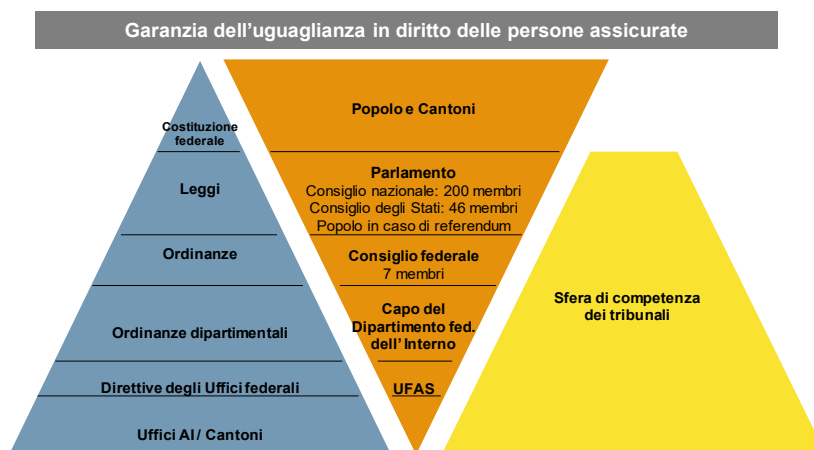 Garanzia dell'uguaglianza in diritto delle persone assicurate
Costituzione
federale
Leggi
Ordinanze
Ordinanze dipartimentali
Direttive degli Uffici federali
Uffici AI / Cantoni
Popolo e Cantoni
Parlamento
Consiglio nazionale: 200 membri
Consiglio degli Stati: 46 membri
Popolo in caso di referendum
Consiglio federale
7 membri
Capo del
Dipartimento fed.
dell' Interno
UFAS
Sfera di competenza
dei tribunali